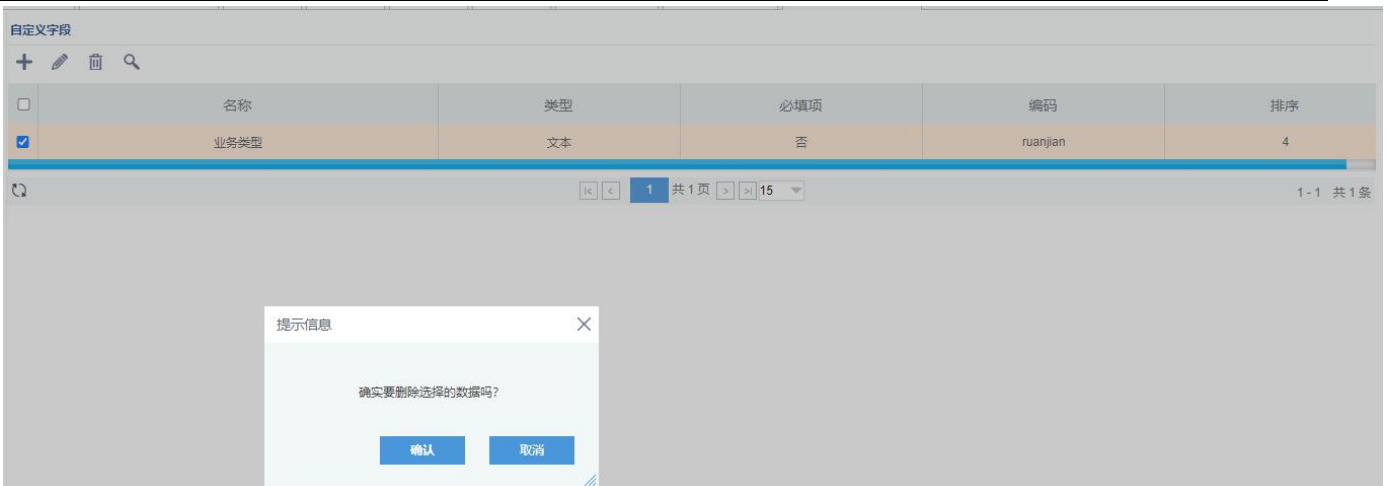 自定义字段
名称 类型 必填项 编码 排序
业务类型 文本 否 ruanjian 4
1 共1页 15 1-1 共1条
提示信息
确实要删除选择的数据吗?
确认 取消